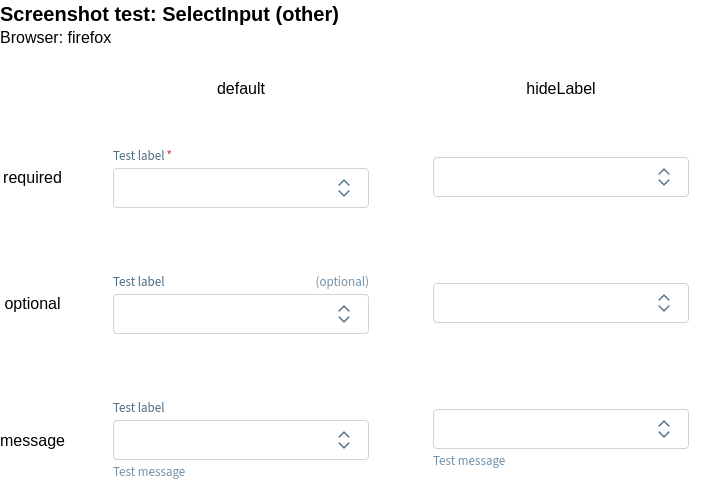 Screenshot test: SelectInput (other)
Browser: firefox
default hideLabel
Test label *
required
Test label (optional)
optional
Test label
message
Test message Test message